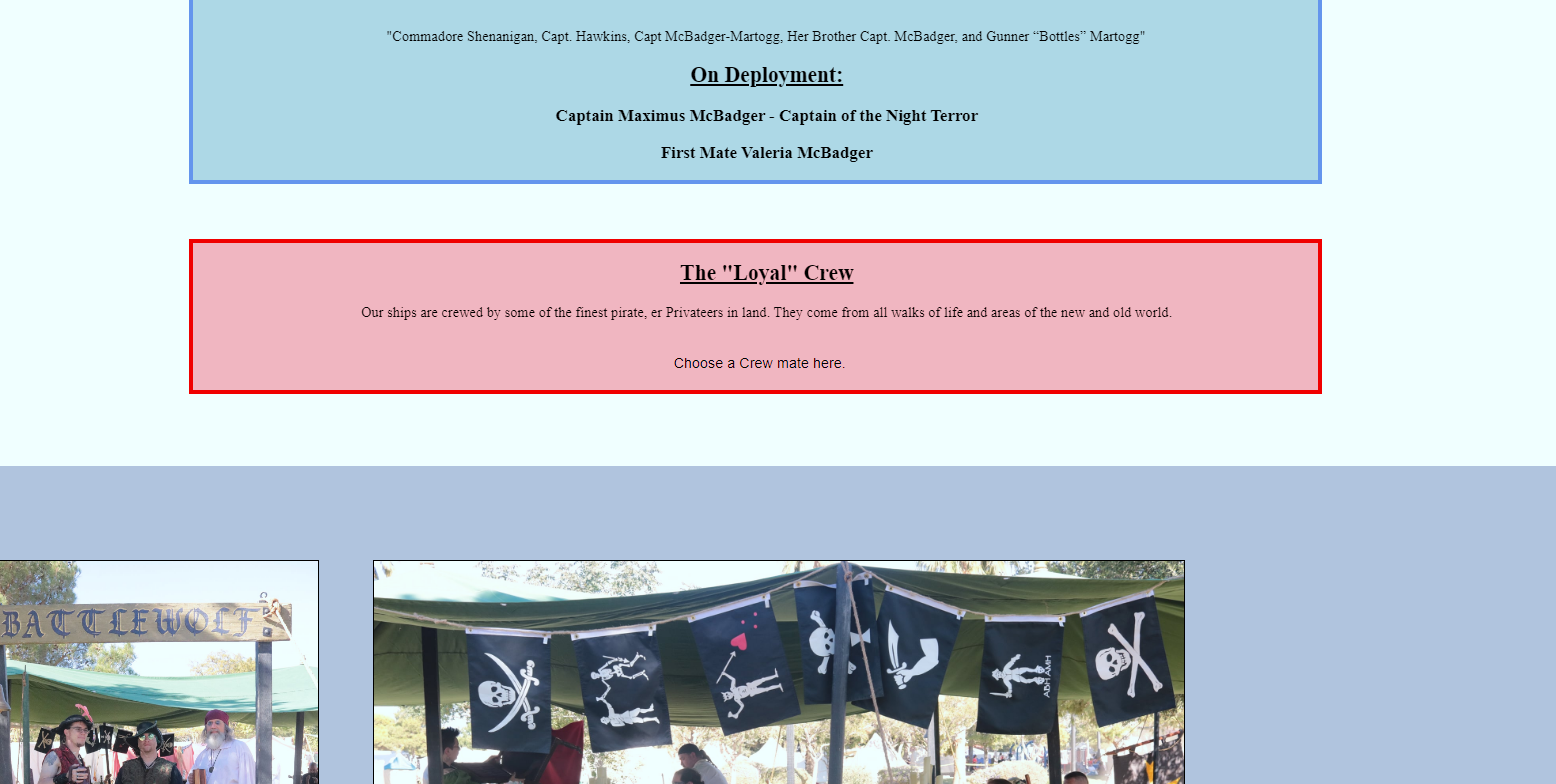 "Commadore Shenanigan, Capt. Hawkins, Capt McBadger-Martogg, Her Brother Capt. McBadger, and Gunner “Bottles” Martogg"
On Deployment:
Captain Maximus McBadger - Captain of the Night Terror
First Mate Valeria McBadger
The "Loyal" Crew
Our ships are crewed by some of the finest pirate, er Privateers in land. They come from all walks of life and areas of the new and old world.
Choose a Crew mate here.
BATTLEWOLF
ABH AMH